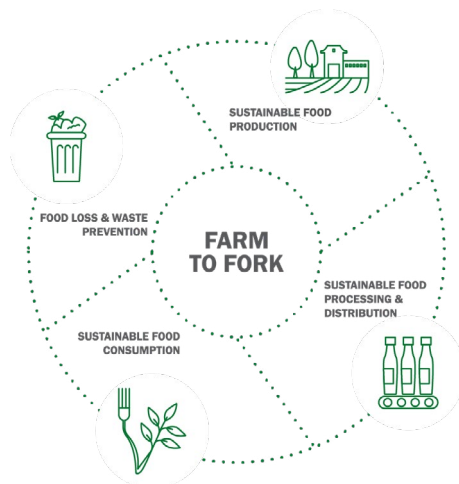 SUSTAINABLE FOOD
PRODUCTION
FOOD LOSS & WASTE
PREVENTION
FARM
TO FORK
SUSTAINABLE FOOD
PROCESSING &
DISTRIBUTION
SUSTAINABLE FOOD
CONSUMPTION